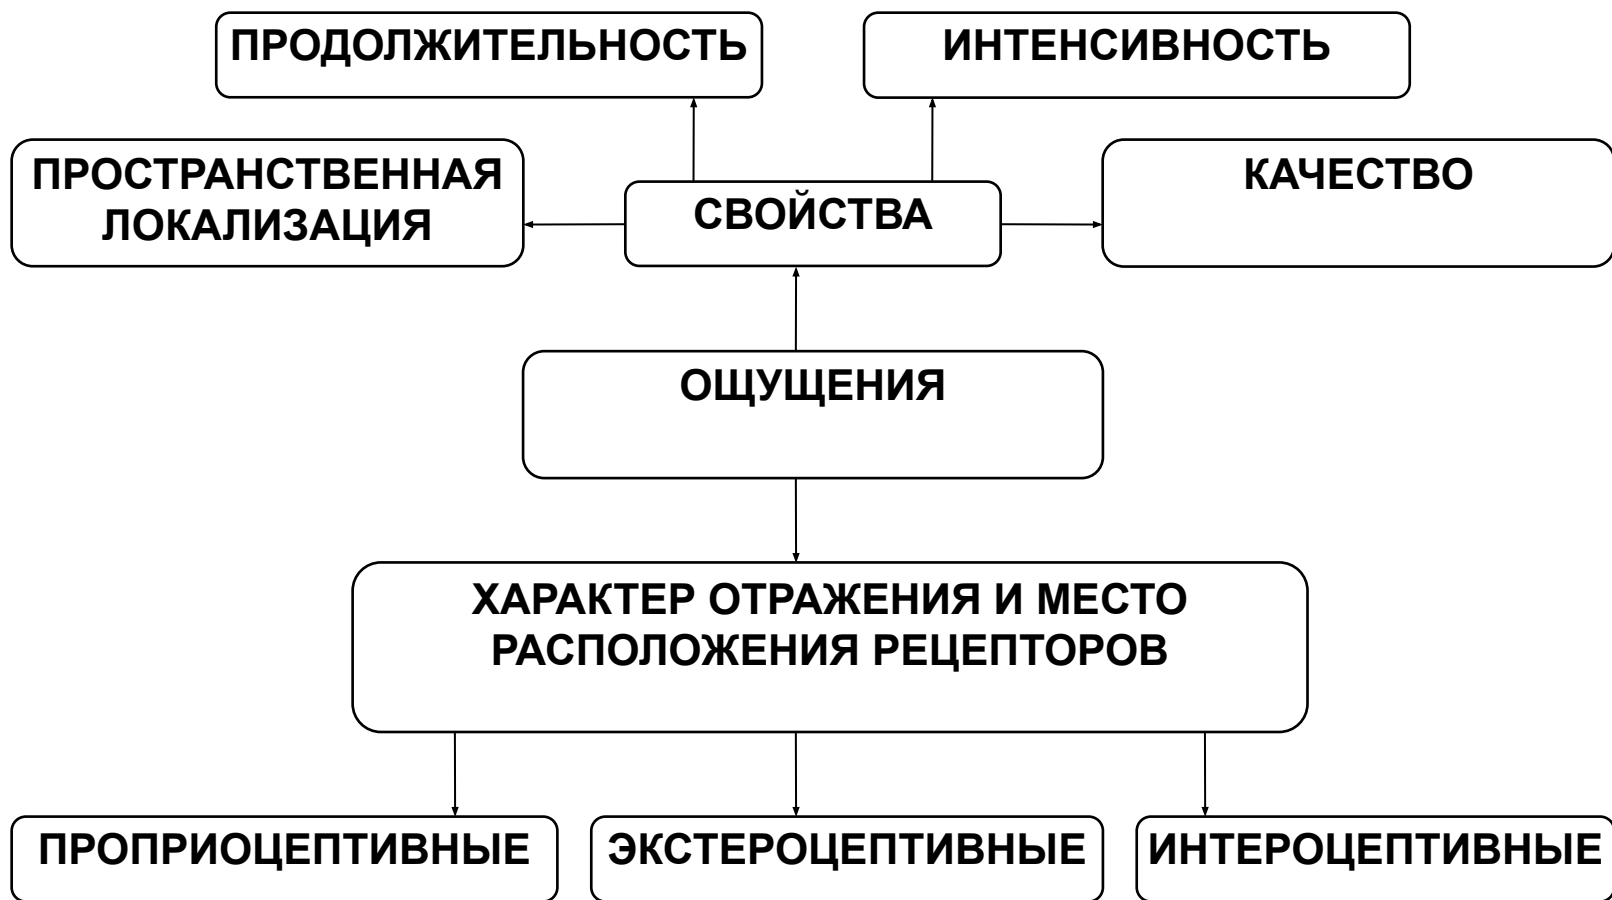 ПРОДОЛЖИТЕЛЬНОСТЬ
ИНТЕНСИВНОСТЬ
ПРОСТРАНСТВЕННАЯ
ЛОКАЛИЗАЦИЯ
СВОЙСТВА
КАЧЕСТВО
ОЩУЩЕНИЯ
ХАРАКТЕР ОТРАЖЕНИЯ И МЕСТО
РАСПОЛОЖЕНИЯ РЕЦЕПТОРОВ
ПРОПРИОЦЕПТИВНЫЕ
ЭКСТЕРОЦЕПТИВНЫЕ
ИНТЕРОЦЕПТИВНЫЕ